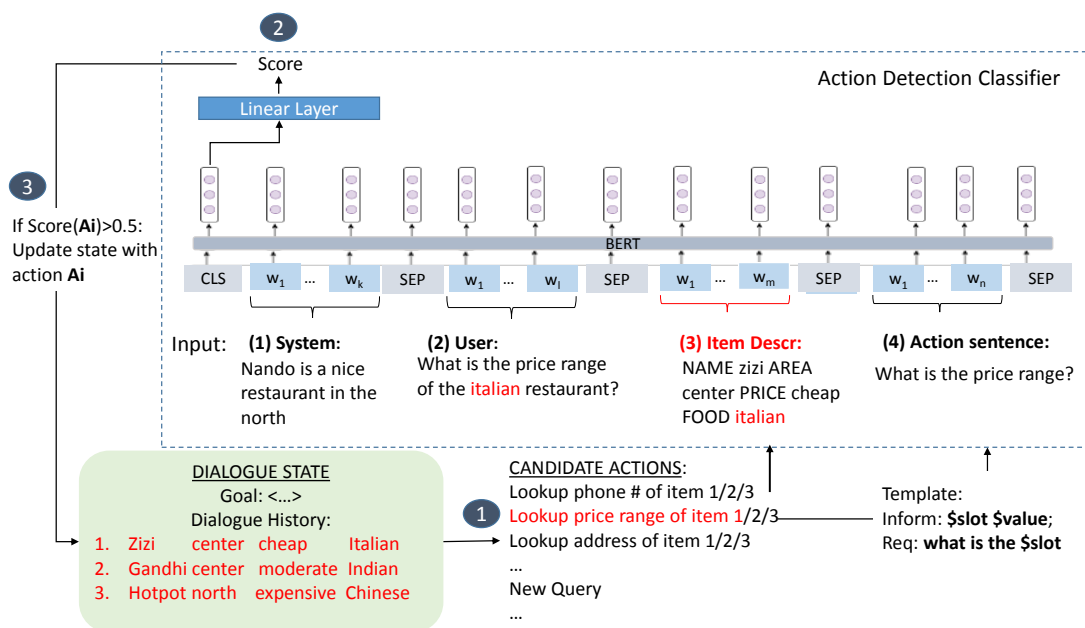 2
Score
Action Detection Classifier
Linear Layer
3
If Score(Ai)>0.5:
Update state with
action Ai
BERT
CLS w1 ... wk SEP w1 ... wl SEP w1 ... wm SEP w1 ... wn SEP
Input:
(1) System:
Nando is a nice
restaurant in the
north
(2) User:
What is the price range
of the italian restaurant?
(3) Item Descr:
NAME zizi AREA
center PRICE cheap
FOOD italian
(4) Action sentence:
What is the price range?
DIALOGUE STATE
Goal: <...>
Dialogue History:
1. Zizi center cheap Italian
2. Gandhi center moderate Indian
3. Hotpot north expensive Chinese
1
CANDIDATE ACTIONS:
Lookup phone # of item 1/2/3
Lookup price range of item 1/2/3
Lookup address of item 1/2/3
...
New Query
...
Template:
Inform: $slot $value;
Req: what is the $slot